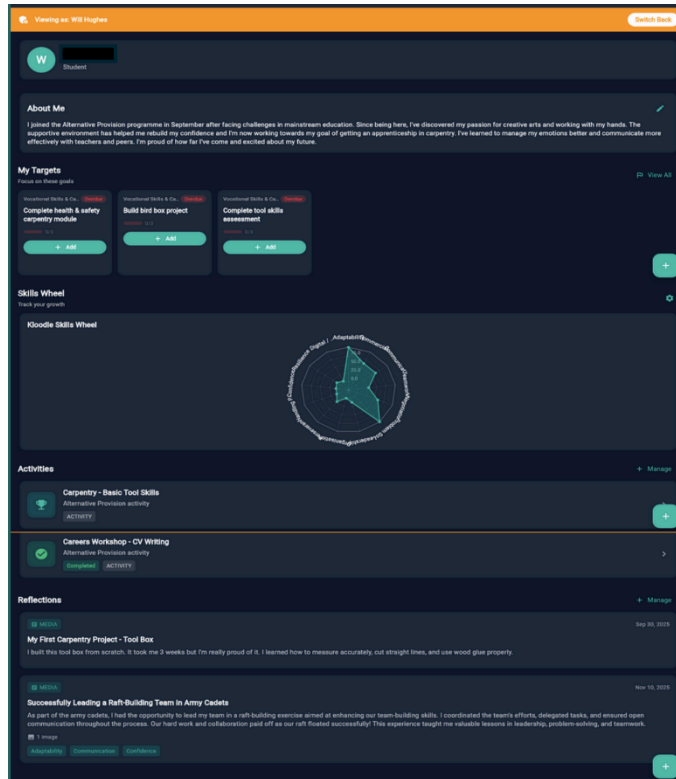 Viewing as: Will Hughes
Switch Back
W
Student
About Me
I joined the Alternative Provision programme in September after facing challenges in mainstream education. Since being here, I've discovered my passion for creative arts and working with my hands. The
supportive environment has helped me rebuild my confidence and I'm now working towards my goal of getting an apprenticeship in carpentry. I've learned to manage my emotions better and communicate more
effectively with teachers and peers. I'm proud of how far I've come and excited about my future.
My Targets
Focus on these goals
View All
Vocational Skills & Ca... Overdue
Complete health & safety
carpentry module
+ Add
Vocational Skills & Ca... Overdue
Build bird box project
+ Add
Vocational Skills & Ca... Overdue
Complete tool skills
assessment
+ Add
+
Skills Wheel
Track your growth
Kloodle Skills Wheel
Adaptability
Resilience
Digital
Confidence
Activities
+ Manage
Carpentry - Basic Tool Skills
Alternative Provision activity
ACTIVITY
+
Careers Workshop - CV Writing
Alternative Provision activity
Completed ACTIVITY
Reflections
+ Manage
MEDIA
Sep 30, 2025
My First Carpentry Project - Tool Box
I built this tool box from scratch. It took me 3 weeks but I'm really proud of it. I learned how to measure accurately, cut straight lines, and use wood glue properly.
MEDIA
Nov 10, 2025
Successfully Leading a Raft-Building Team in Army Cadets
As part of the army cadets, I had the opportunity to lead my team in a raft-building exercise aimed at enhancing our team-building skills. I coordinated the team's efforts, delegated tasks, and ensured open
communication throughout the process. Our hard work and collaboration paid off as our raft floated successfully! This experience taught me valuable lessons in leadership, problem-solving, and teamwork.
1 image
Adaptability Communication Confidence
+